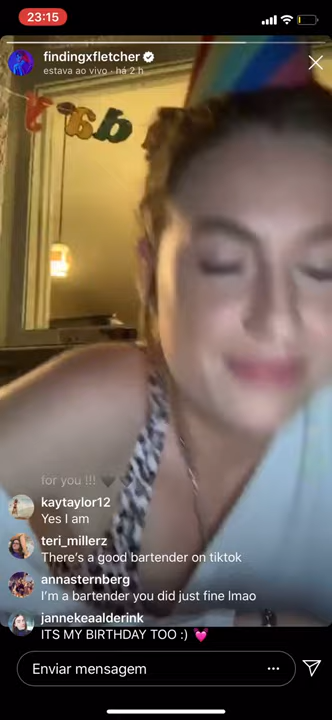 23:15
findingxfletcher
estava ao vivo · há 2 h
for you !!! 🖤
kaytaylor12
Yes I am
teri_millerz
There's a good bartender on tiktok
annasternberg
I'm a bartender you did just fine lmao
jannekeaalderink
ITS MY BIRTHDAY TOO :) 💓
Enviar mensagem